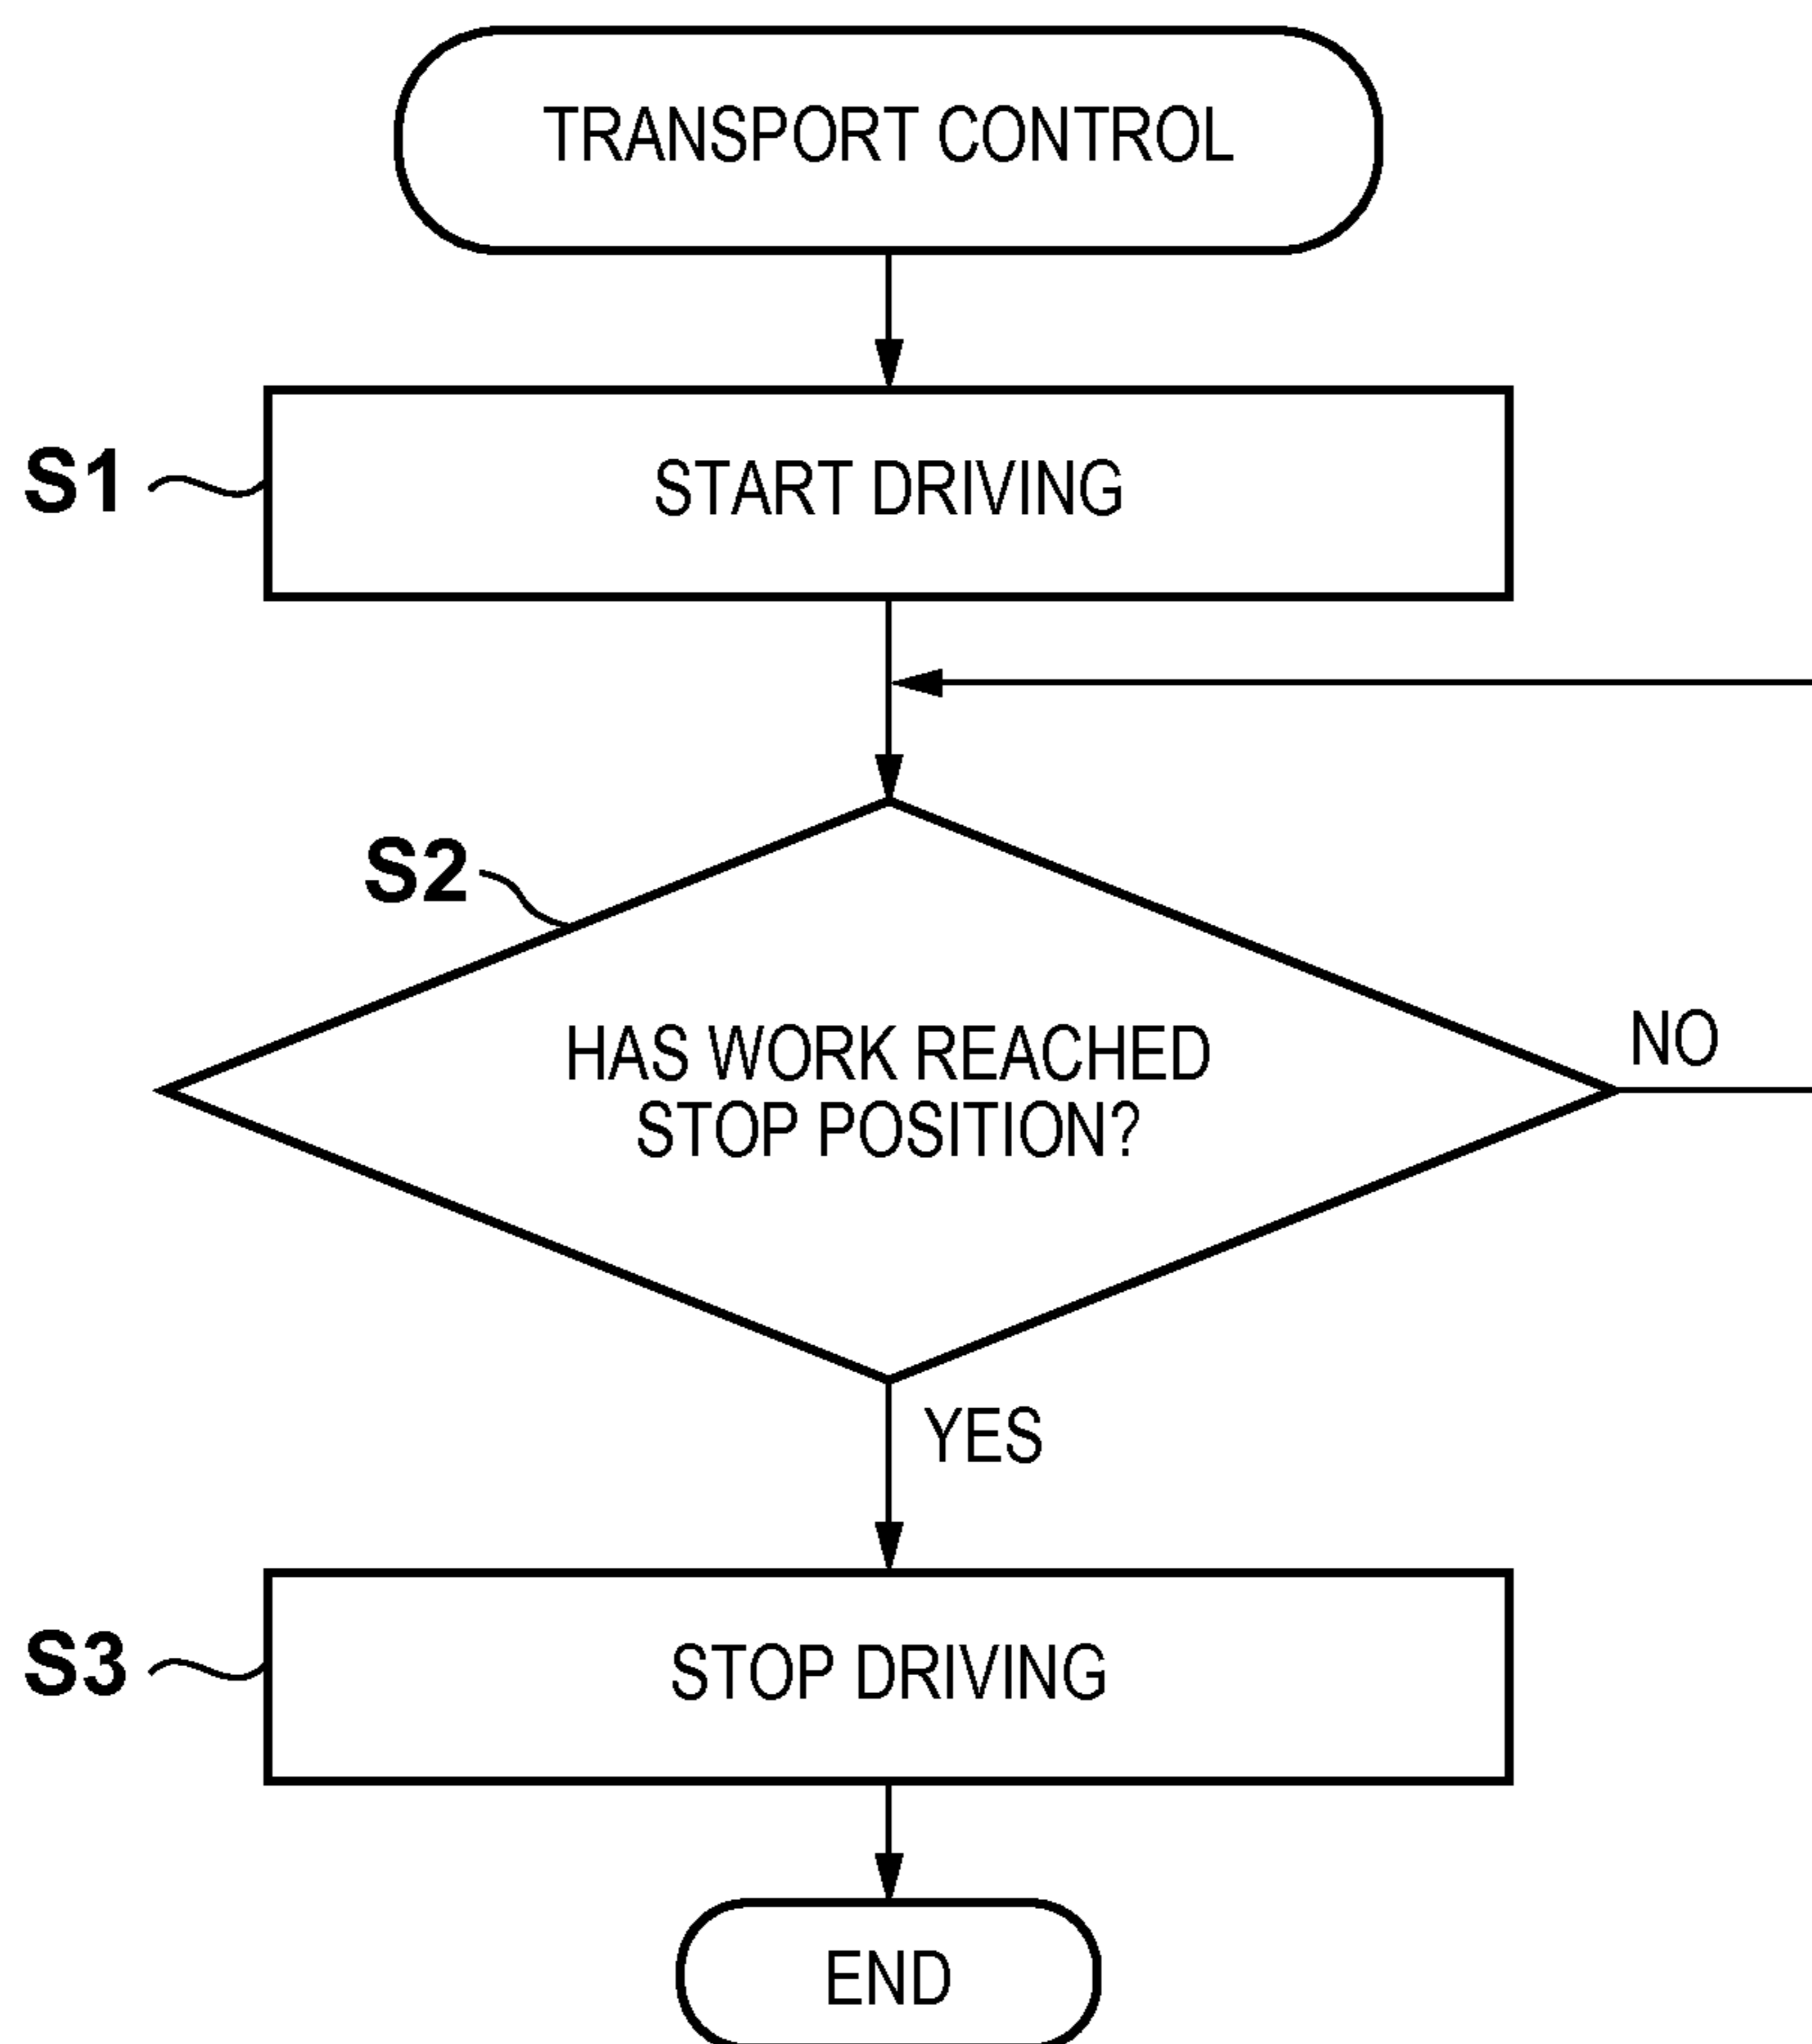 TRANSPORT CONTROL
S1
START DRIVING
S2
HAS WORK REACHED
STOP POSITION?
NO
YES
S3
STOP DRIVING
END